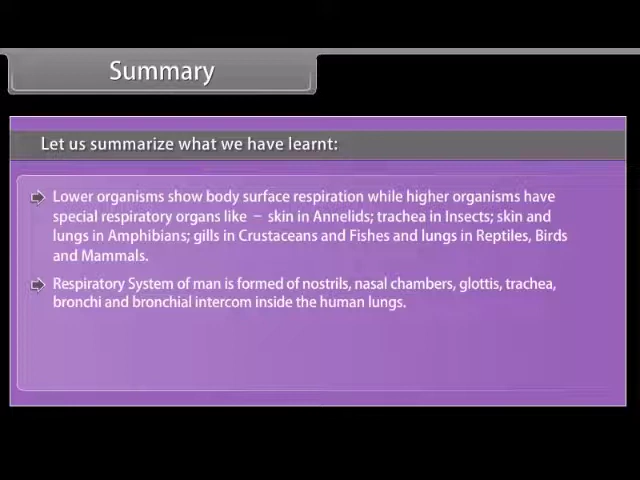 Summary
Let us summarize what we have learnt:
Lower organisms show body surface respiration while higher organisms have
special respiratory organs like – skin in Annelids; trachea in Insects; skin and
lungs in Amphibians; gills in Crustaceans and Fishes and lungs in Reptiles, Birds
and Mammals.
Respiratory System of man is formed of nostrils, nasal chambers, glottis, trachea,
bronchi and bronchial intercom inside the human lungs.